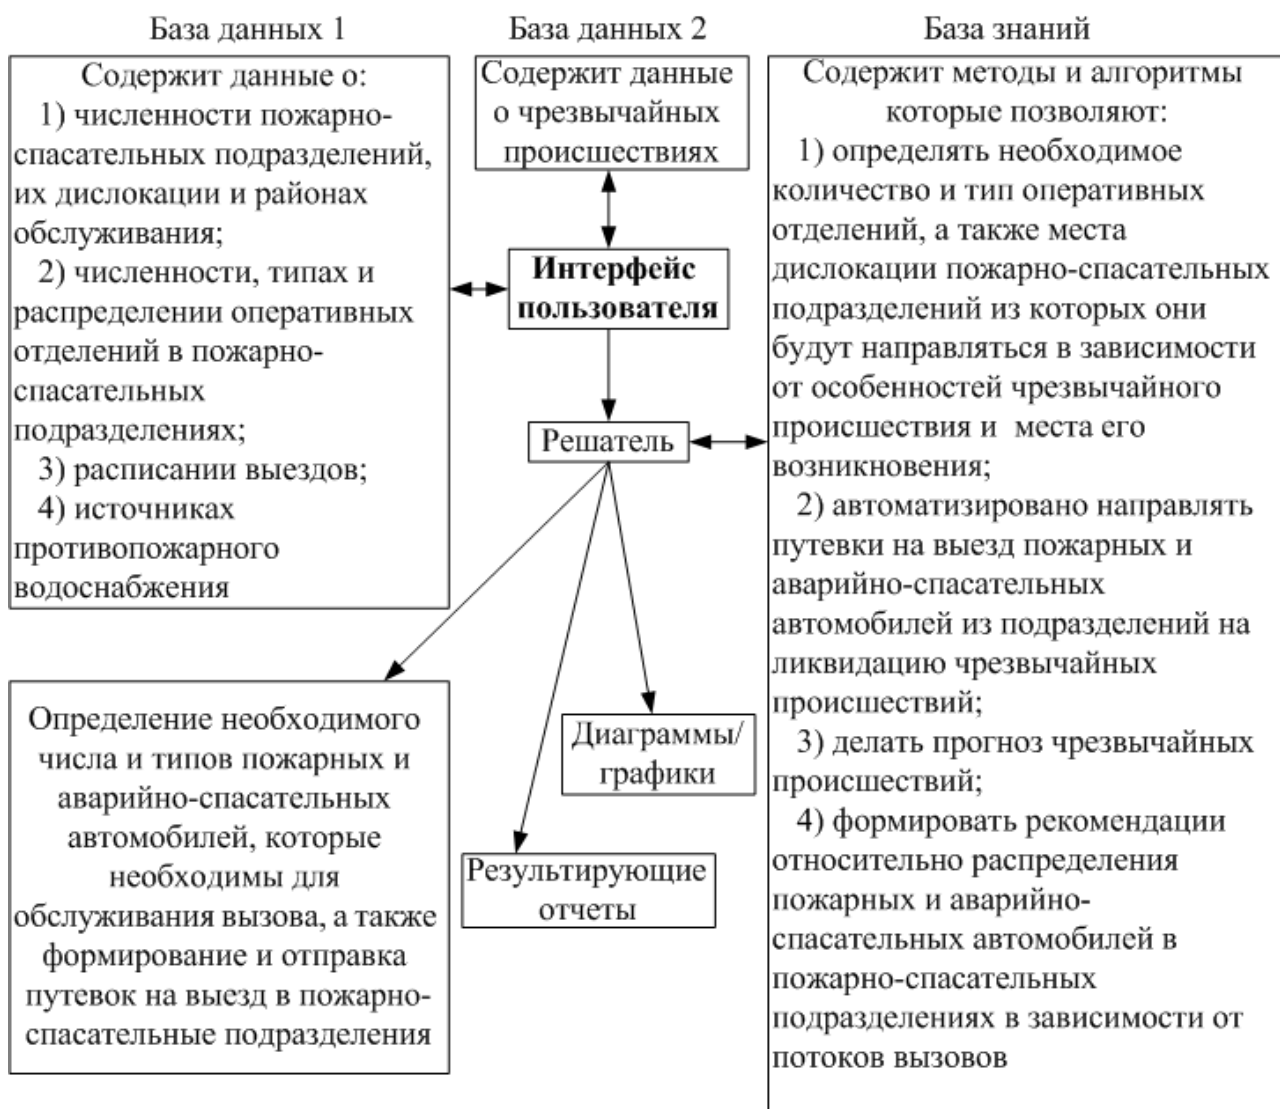 База данных 1
Содержит данные о:
1) численности пожарно-
спасательных подразделений,
их дислокации и районах
обслуживания;
2) численности, типах и
распределении оперативных
отделений в пожарно-
спасательных
подразделениях;
3) расписании выездов;
4) источниках
противопожарного
водоснабжения
База данных 2
Содержит данные
о чрезвычайных
происшествиях
Интерфейс
пользователя
Решатель
База знаний
Содержит методы и алгоритмы
которые позволяют:
1) определять необходимое
количество и тип оперативных
отделений, а также места
дислокации пожарно-спасательных
подразделений из которых они
будут направляться в зависимости
от особенностей чрезвычайного
происшествия и места его
возникновения;
2) автоматизировано направлять
путевки на выезд пожарных и
аварийно-спасательных
автомобилей из подразделений на
ликвидацию чрезвычайных
происшествий;
3) делать прогноз чрезвычайных
происшествий;
4) формировать рекомендации
относительно распределения
пожарных и аварийно-
спасательных автомобилей в
пожарно-спасательных
подразделениях в зависимости от
потоков вызовов
Определение необходимого
числа и типов пожарных и
аварийно-спасательных
автомобилей, которые
необходимы для
обслуживания вызова, а также
формирование и отправка
путевок на выезд в пожарно-
спасательные подразделения
Диаграммы/
графики
Результирующие
отчеты